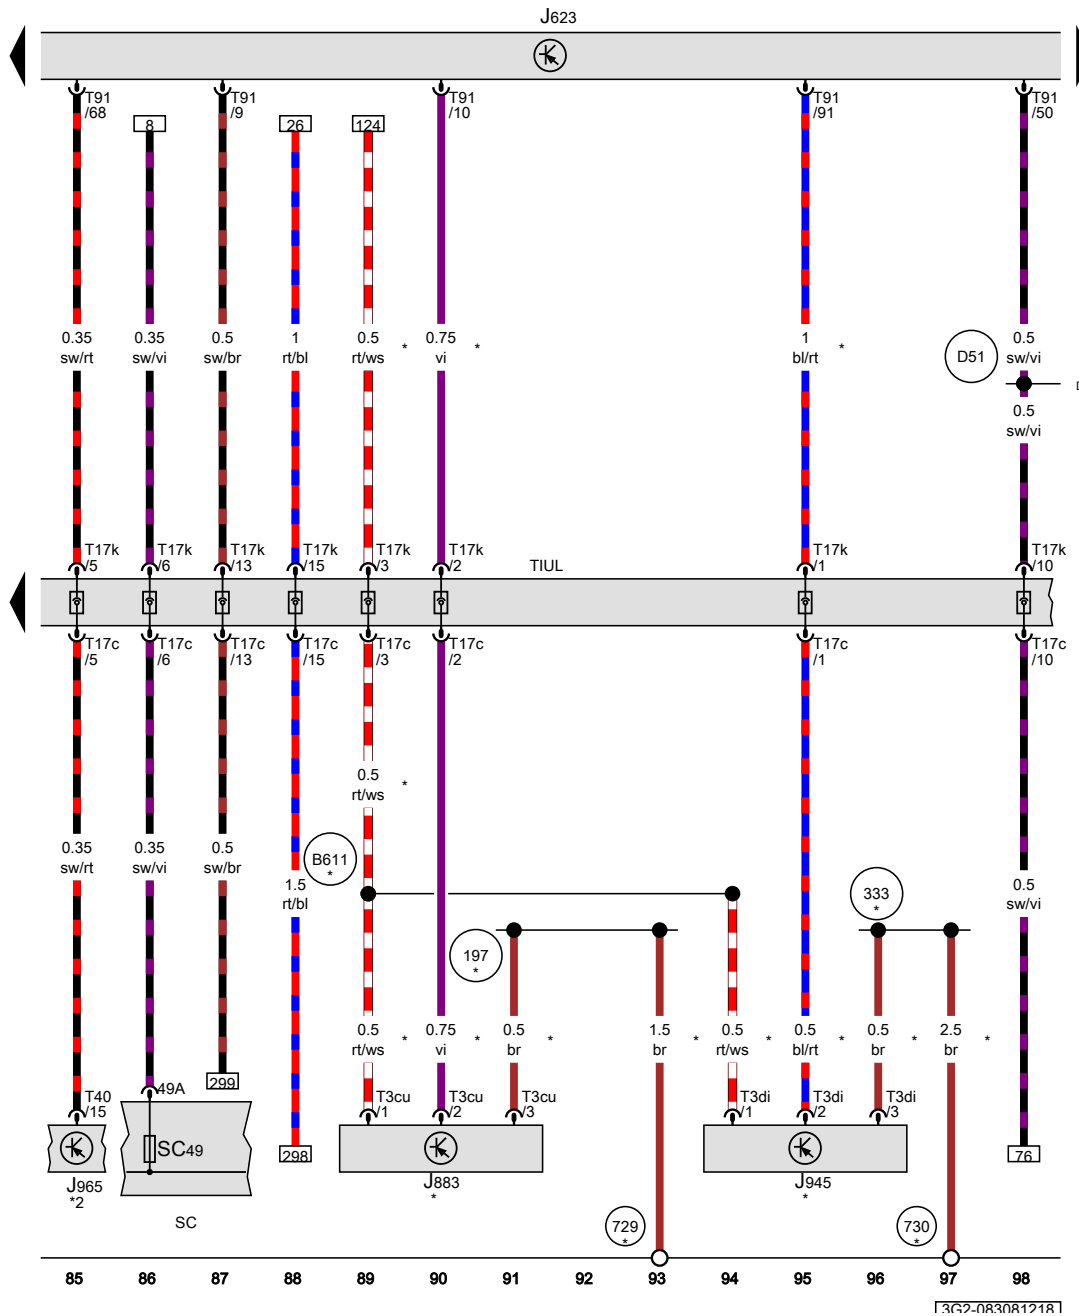 J623
T91 T91 T91 T91 T91
/68 /9 /10 /91 /50
8 26 124
0.35 0.35 0.5 1 0.5 * 0.75 * 1 * 0.5
sw/rt sw/vi sw/br rt/bl rt/ws vi bl/rt sw/vi
D51
0.5
sw/vi
T17k T17k T17k T17k T17k T17k T17k T17k
/5 /6 /13 /15 /3 /2 /1 /10
TIUL
T17c T17c T17c T17c T17c T17c T17c T17c
/5 /6 /13 /15 /3 /2 /1 /10
0.5
rt/ws *
0.35 0.35 0.5
sw/rt sw/vi sw/br
B611
*
1.5
rt/bl
333
*
0.5
sw/vi
197
*
0.5 * 0.75 * 0.5 * 1.5 * 0.5 * 0.5 * 0.5 * 2.5 *
rt/ws vi br br rt/ws bl/rt br br
299
49A
T40 T3cu T3cu T3cu T3di T3di T3di
/15 /1 /2 /3 /1 /2 /3
SC49
298
76
J965
*2
J883
*
J945
*
SC
729
*
730
*
85 86 87 88 89 90 91 92 93 94 95 96 97 98
3G2-083081218